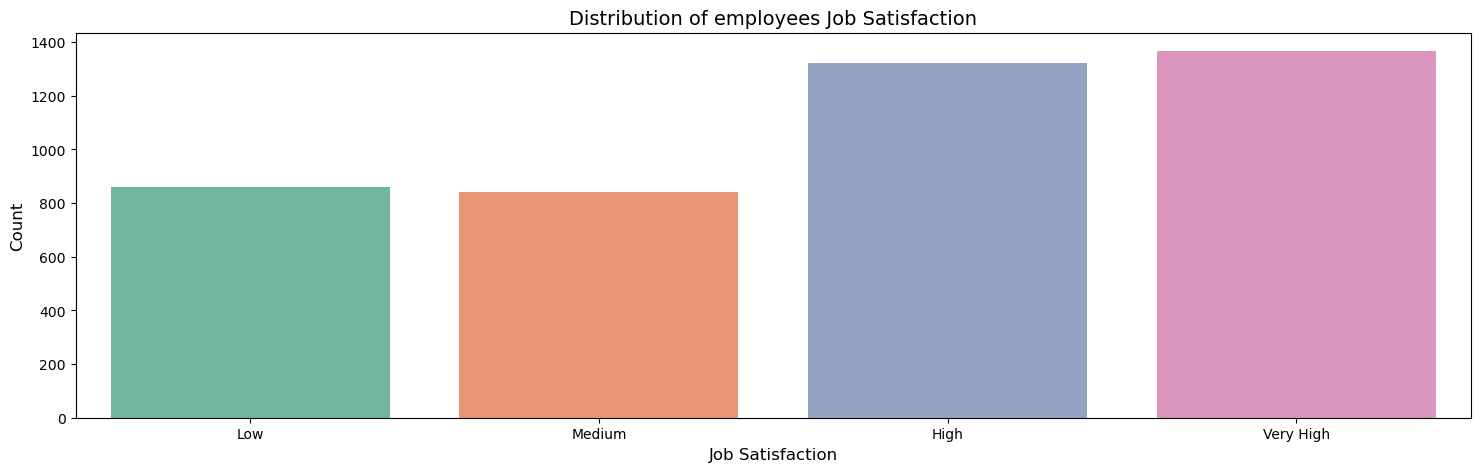 Distribution of employees Job Satisfaction
1400
1200
1000
800
600
400
200
0
Count
Low
Medium
High
Very High
Job Satisfaction